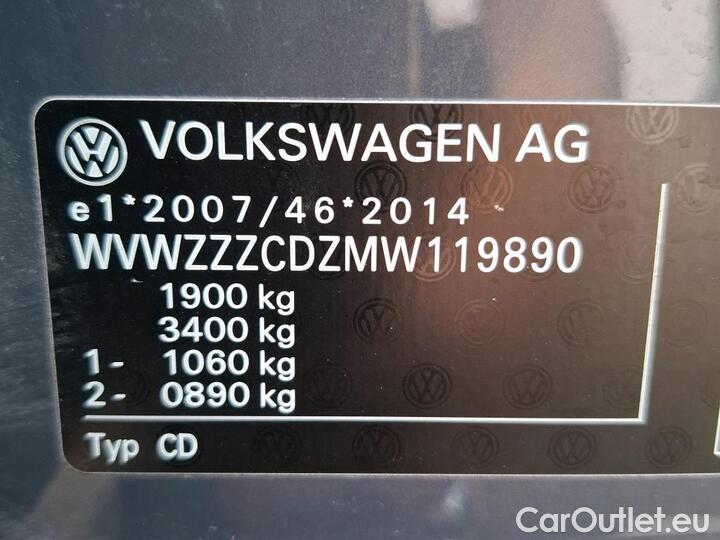 VOLKSWAGEN AG
e1*2007/46*2014
WVWZZZCDZMW119890
1900 kg
3400 kg
1- 1060 kg
2- 0890 kg
Typ CD
CarOutlet.eu